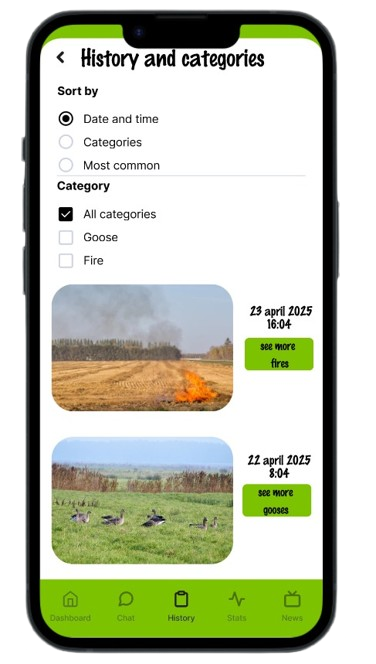 History and categories
Sort by
Date and time
Categories
Most common
Category
All categories
Goose
Fire
23 april 2025
16:04
see more
fires
22 april 2025
8:04
see more
gooses
Dashboard
Chat
History
Stats
News